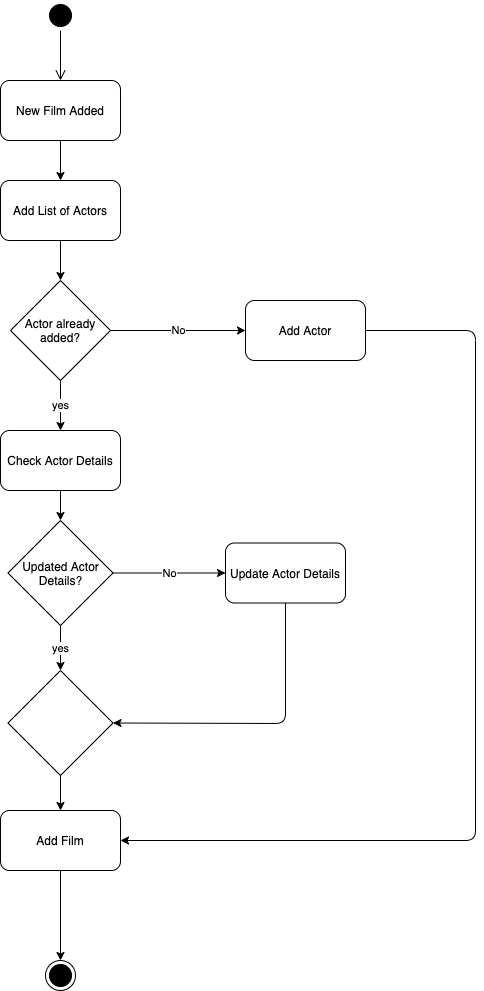 New Film Added
Add List of Actors
Actor already
added?
No
Add Actor
yes
Check Actor Details
Updated Actor
Details?
No
Update Actor Details
yes
Add Film